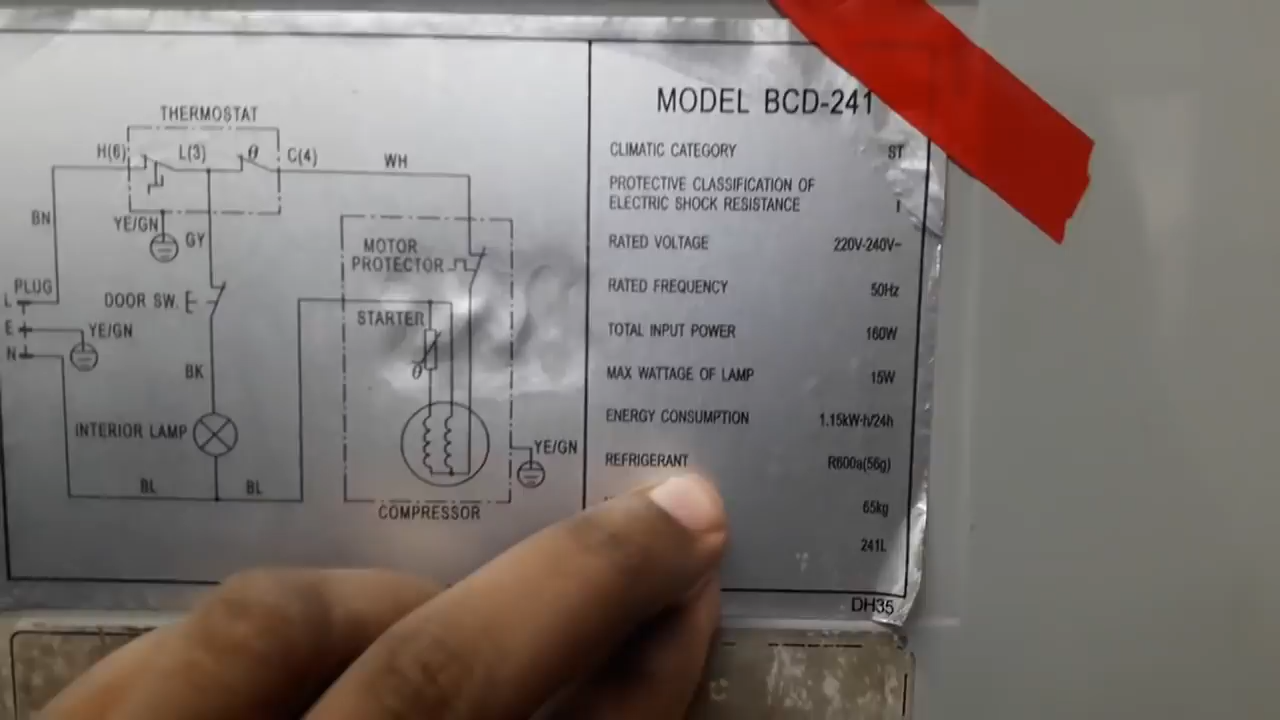 THERMOSTAT
H(6) L(3) θ C(4) WH
BN
YE/GN
GY
MOTOR
PROTECTOR
PLUG
L
DOOR SW.
STARTER
E
YE/GN
N
θ
BK
INTERIOR LAMP
YE/GN
BL BL
COMPRESSOR
MODEL BCD-241
CLIMATIC CATEGORY ST
PROTECTIVE CLASSIFICATION OF
ELECTRIC SHOCK RESISTANCE I
RATED VOLTAGE 220V-240V~
RATED FREQUENCY 50Hz
TOTAL INPUT POWER 160W
MAX WATTAGE OF LAMP 15W
ENERGY CONSUMPTION 1.15kW·h/24h
REFRIGERANT R600a(56g)
65kg
241L
DH35